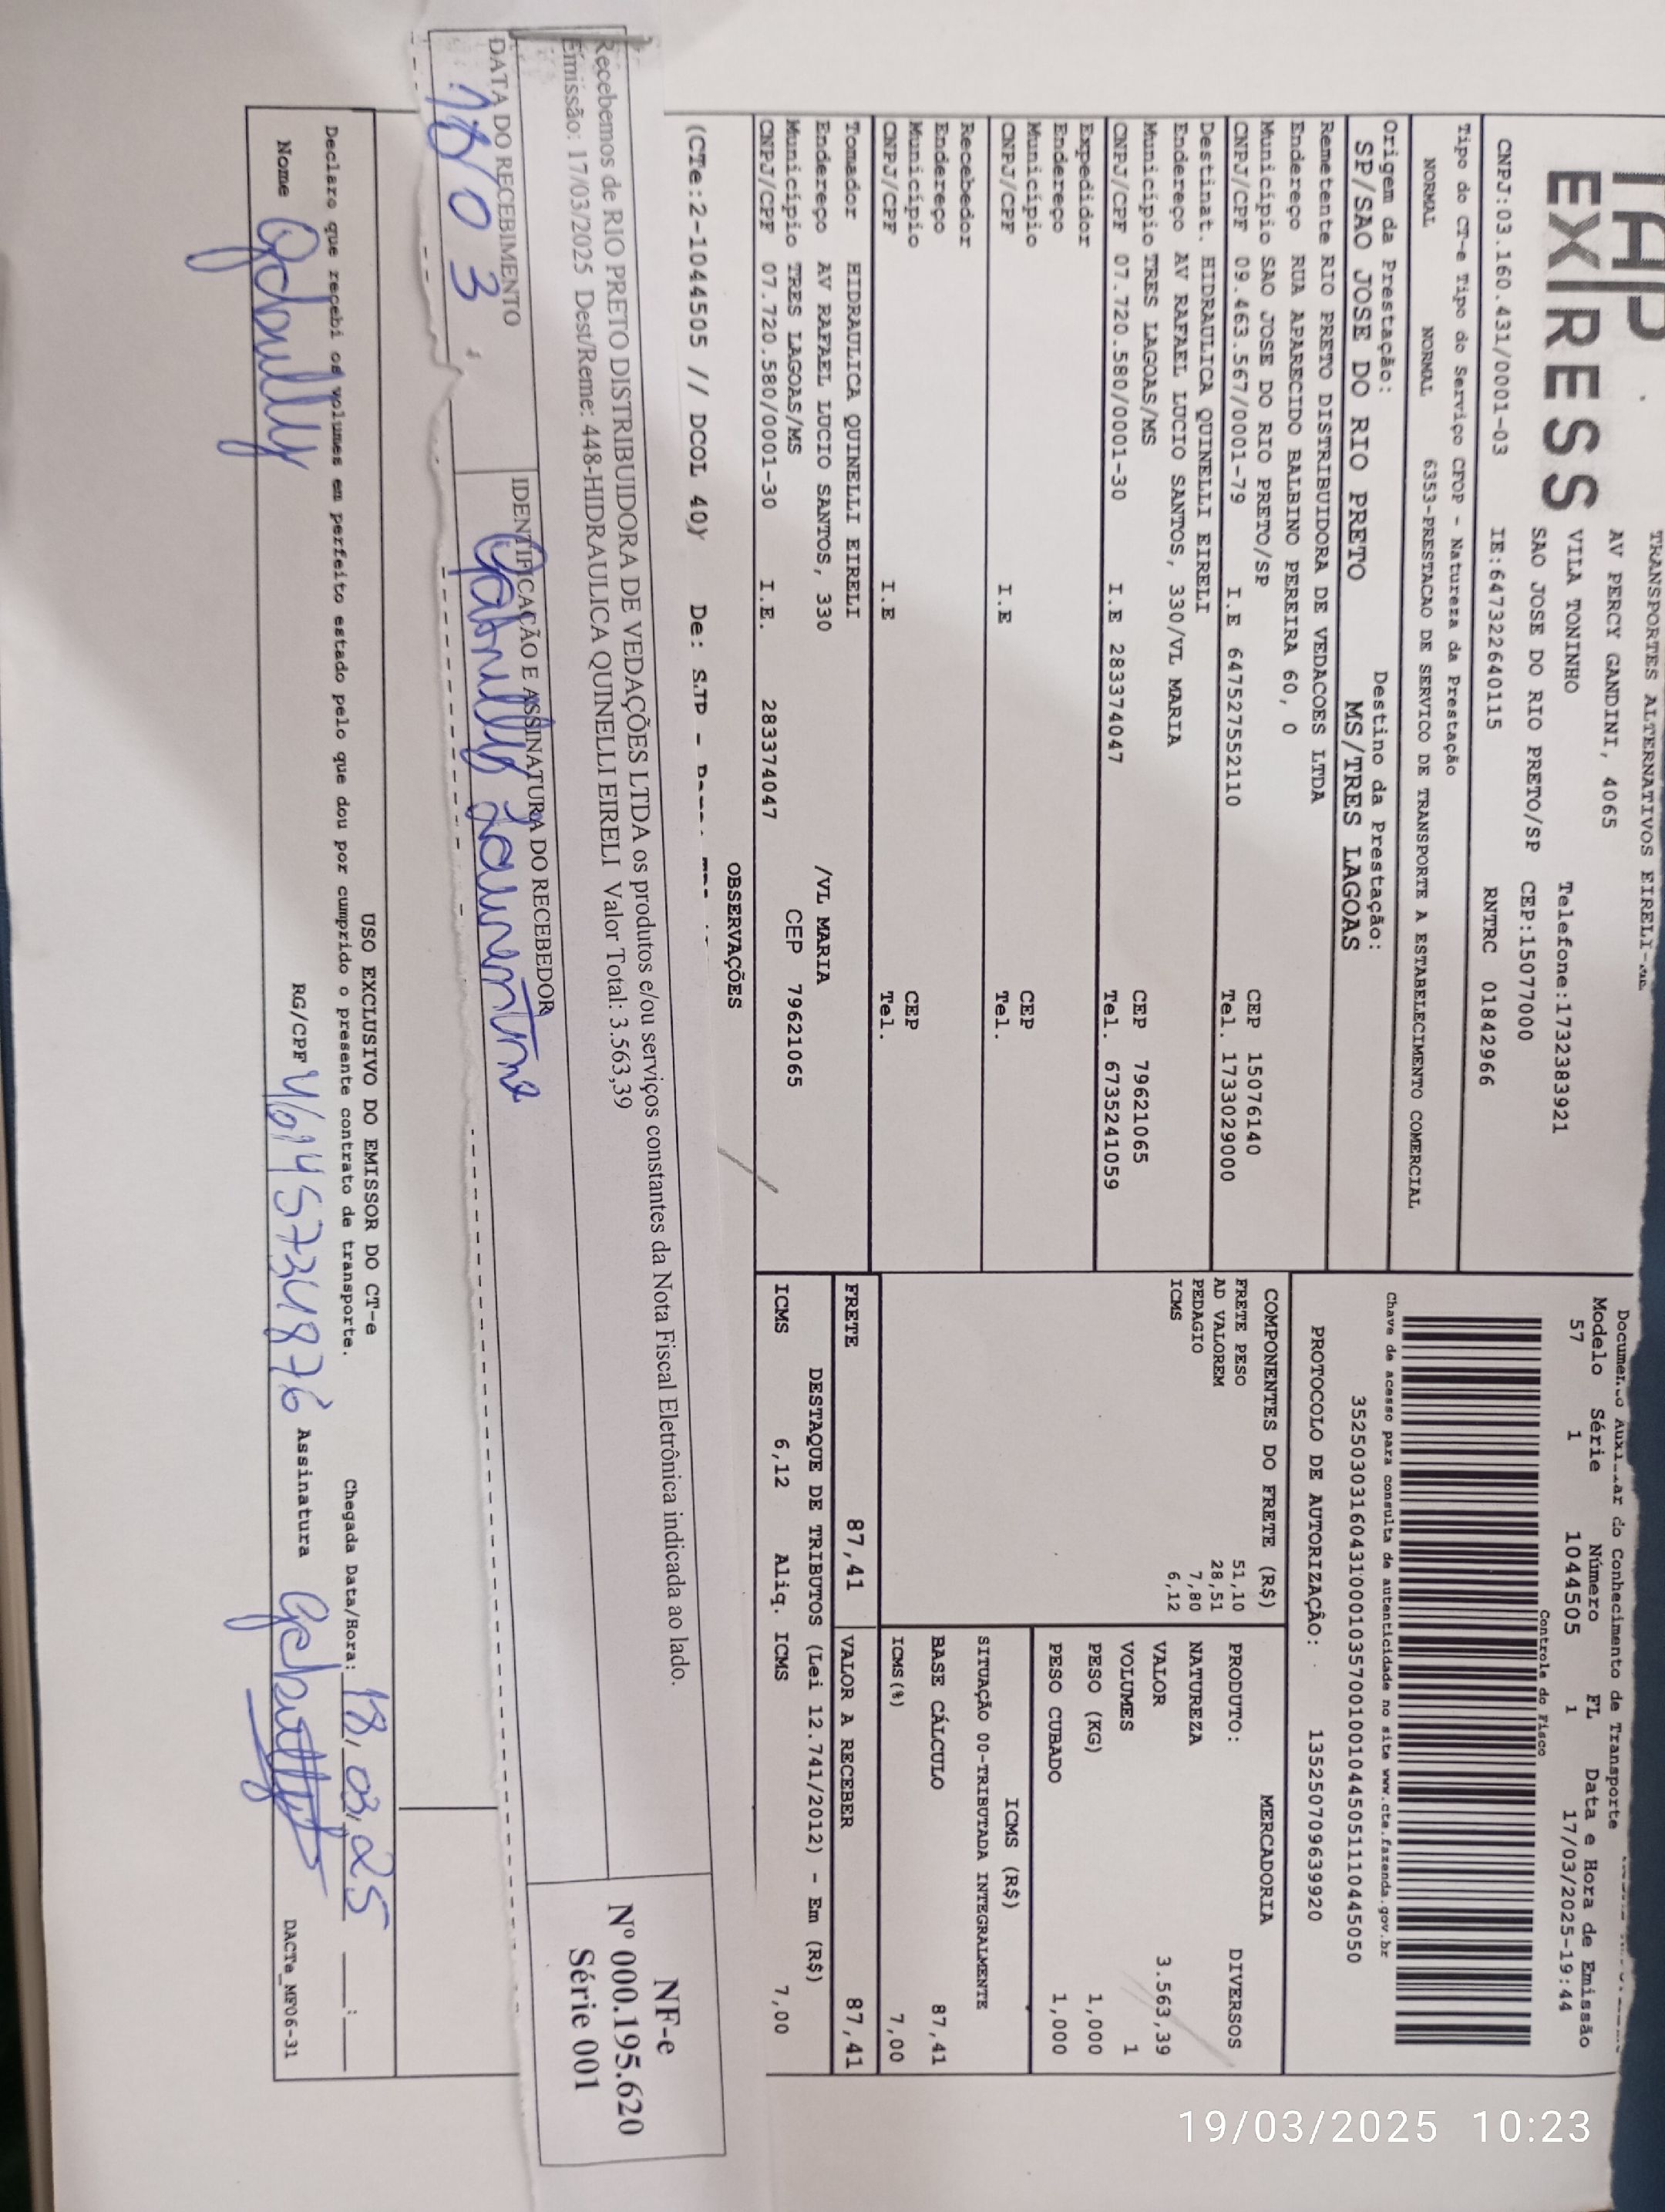 TAP
EXPRESS
TRANSPORTES ALTERNATIVOS EIRELI-
AV PERCY GANDINI, 4065
VILA TONINHO Telefone:1732383921
SAO JOSE DO RIO PRETO/SP CEP:15077000
CNPJ:03.160.431/0001-03 IE:647322640115 RNTRC 01842966
Tipo do CT-e Tipo do Serviço CFOP - Natureza da Prestação
NORMAL NORMAL 6353-PRESTACAO DE SERVICO DE TRANSPORTE A ESTABELECIMENTO COMERCIAL
Origem da Prestação: Destino da Prestação:
SP/SAO JOSE DO RIO PRETO MS/TRES LAGOAS
Remetente RIO PRETO DISTRIBUIDORA DE VEDACOES LTDA
Endereço RUA APARECIDO BALBINO PEREIRA 60, 0
Município SAO JOSE DO RIO PRETO/SP CEP 15076140
CNPJ/CPF 09.463.567/0001-79 I.E 647527552110 Tel. 1733029000
Destinat. HIDRAULICA QUINELLI EIRELI
Endereço AV RAFAEL LUCIO SANTOS, 330/VL MARIA
Município TRES LAGOAS/MS CEP 79621065
CNPJ/CPF 07.720.580/0001-30 I.E 283374047 Tel. 6735241059
Expedidor
Endereço
Município CEP
CNPJ/CPF I.E Tel.
Recebedor
Endereço
Município CEP
CNPJ/CPF I.E Tel.
Tomador HIDRAULICA QUINELLI EIRELI
Endereço AV RAFAEL LUCIO SANTOS, 330 /VL MARIA
Município TRES LAGOAS/MS CEP 79621065
CNPJ/CPF 07.720.580/0001-30 I.E. 283374047
Documento Auxiliar do Conhecimento de Transporte
Modelo Série Número FL Data e Hora de Emissão
57 1 1044505 1 17/03/2025-19:44
Controle do Fisco
Chave de acesso para consulta de autenticidade no site www.cte.fazenda.gov.br
35250303160431000103570010010445051110445050
PROTOCOLO DE AUTORIZAÇÃO: 135250709639920
COMPONENTES DO FRETE (R$)
FRETE PESO 51,10
AD VALOREM 28,51
PEDAGIO 7,80
ICMS 6,12
MERCADORIA
PRODUTO: DIVERSOS
NATUREZA
VALOR 3.563,39
VOLUMES 1
PESO (KG) 1,000
PESO CUBADO 1,000
ICMS (R$)
SITUAÇÃO 00-TRIBUTADA INTEGRALMENTE
BASE CÁLCULO 87,41
ICMS(%) 7,00
FRETE 87,41 VALOR A RECEBER 87,41
DESTAQUE DE TRIBUTOS (Lei 12.741/2012) - Em (R$)
ICMS 6,12 Aliq. ICMS 7,00
OBSERVAÇÕES
(CTe:2-1044505 // DCOL 40) De: SJP -
Recebemos de RIO PRETO DISTRIBUIDORA DE VEDAÇÕES LTDA os produtos e/ou serviços constantes da Nota Fiscal Eletrônica indicada ao lado.
Emissão: 17/03/2025 Dest/Reme: 448-HIDRAULICA QUINELLI EIRELI Valor Total: 3.563,39
DATA DO RECEBIMENTO IDENTIFICAÇÃO E ASSINATURA DO RECEBEDOR
18 03
NF-e
Nº 000.195.620
Série 001
USO EXCLUSIVO DO EMISSOR DO CT-e
Declaro que recebi os volumes em perfeito estado pelo que dou por cumprido o presente contrato de transporte. Chegada Data/Hora: 18/03/25 __:__
Nome RG/CPF 46145734876 Assinatura
DACTe_MF06-31
19/03/2025 10:23